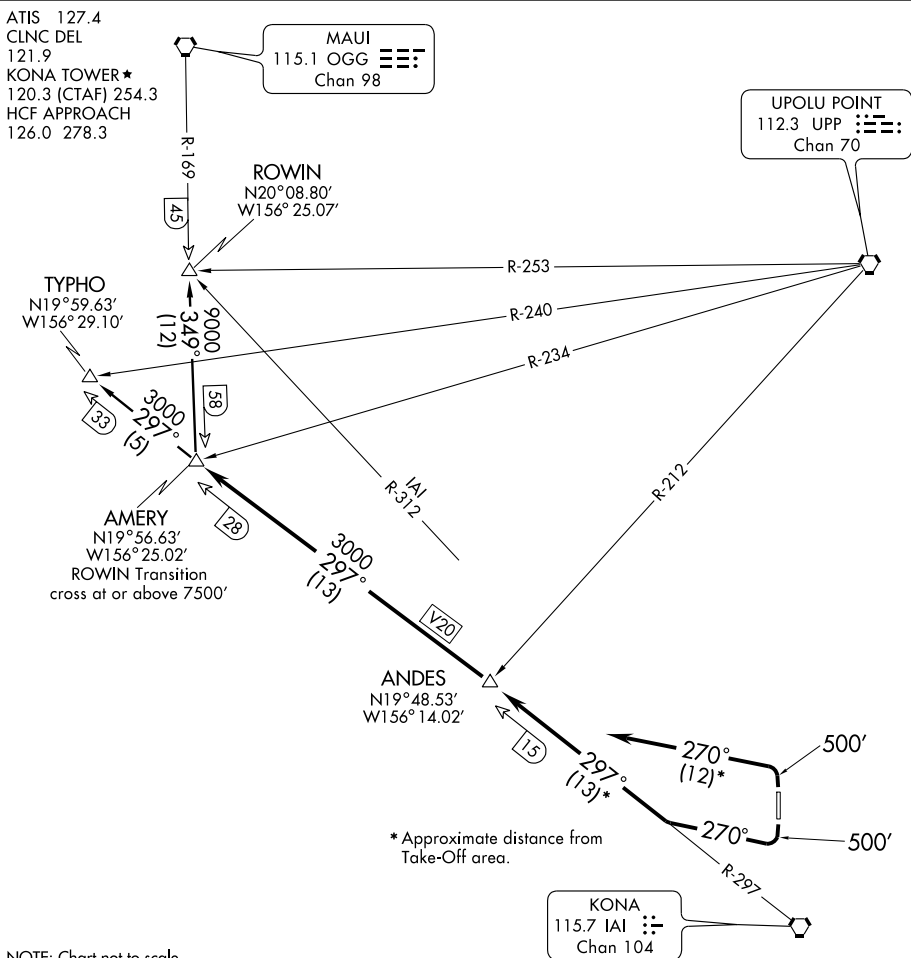 ATIS 127.4
CLNC DEL
121.9
KONA TOWER★
120.3 (CTAF) 254.3
HCF APPROACH
126.0 278.3
MAUI
115.1 OGG
Chan 98
UPOLU POINT
112.3 UPP
Chan 70
R-169
45
ROWIN
N20°08.80'
W156°25.07'
TYPHO
N19°59.63'
W156°29.10'
R-253
R-240
R-234
R-212
9000
349°
(12)
58
3000
297°
(5)
33
AMERY
N19°56.63'
W156°25.02'
ROWIN Transition
cross at or above 7500'
28
IAI
R-312
3000
297°
(13)
V20
ANDES
N19°48.53'
W156°14.02'
15
297°
(13)*
270°
(12)*
500'
270°
500'
* Approximate distance from
Take-Off area.
R-297
KONA
115.7 IAI
Chan 104
NOTE: Chart not to scale